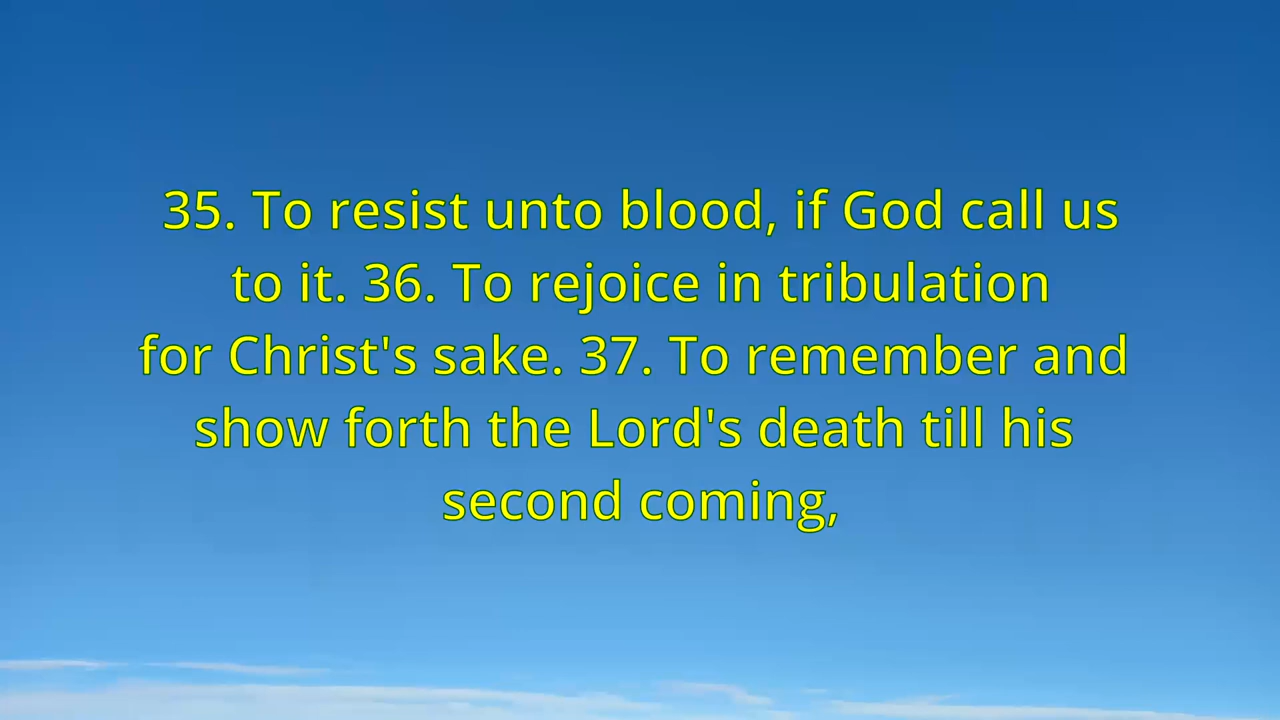 35. To resist unto blood, if God call us
to it. 36. To rejoice in tribulation
for Christ's sake. 37. To remember and
show forth the Lord's death till his
second coming,